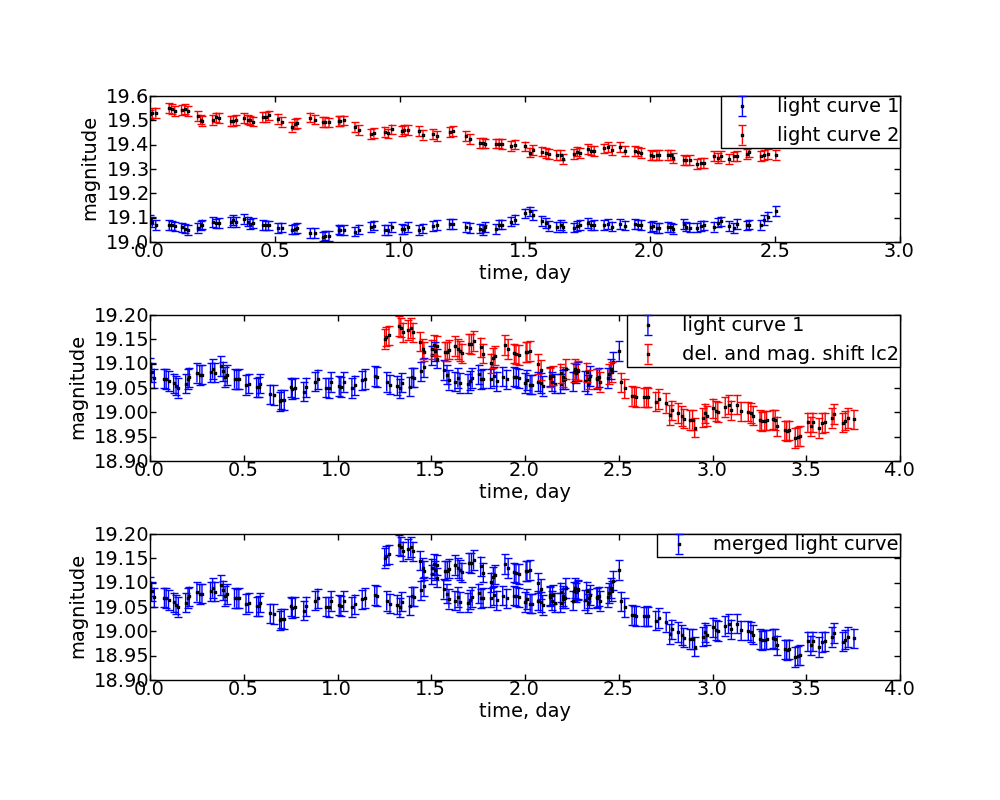 19.6
19.5
19.4
19.3
19.2
19.1
19.0
magnitude
light curve 1
light curve 2
0.0 0.5 1.0 1.5 2.0 2.5 3.0
time, day
19.20
19.15
19.10
19.05
19.00
18.95
18.90
magnitude
light curve 1
del. and mag. shift lc2
0.0 0.5 1.0 1.5 2.0 2.5 3.0 3.5 4.0
time, day
19.20
19.15
19.10
19.05
19.00
18.95
18.90
magnitude
merged light curve
0.0 0.5 1.0 1.5 2.0 2.5 3.0 3.5 4.0
time, day